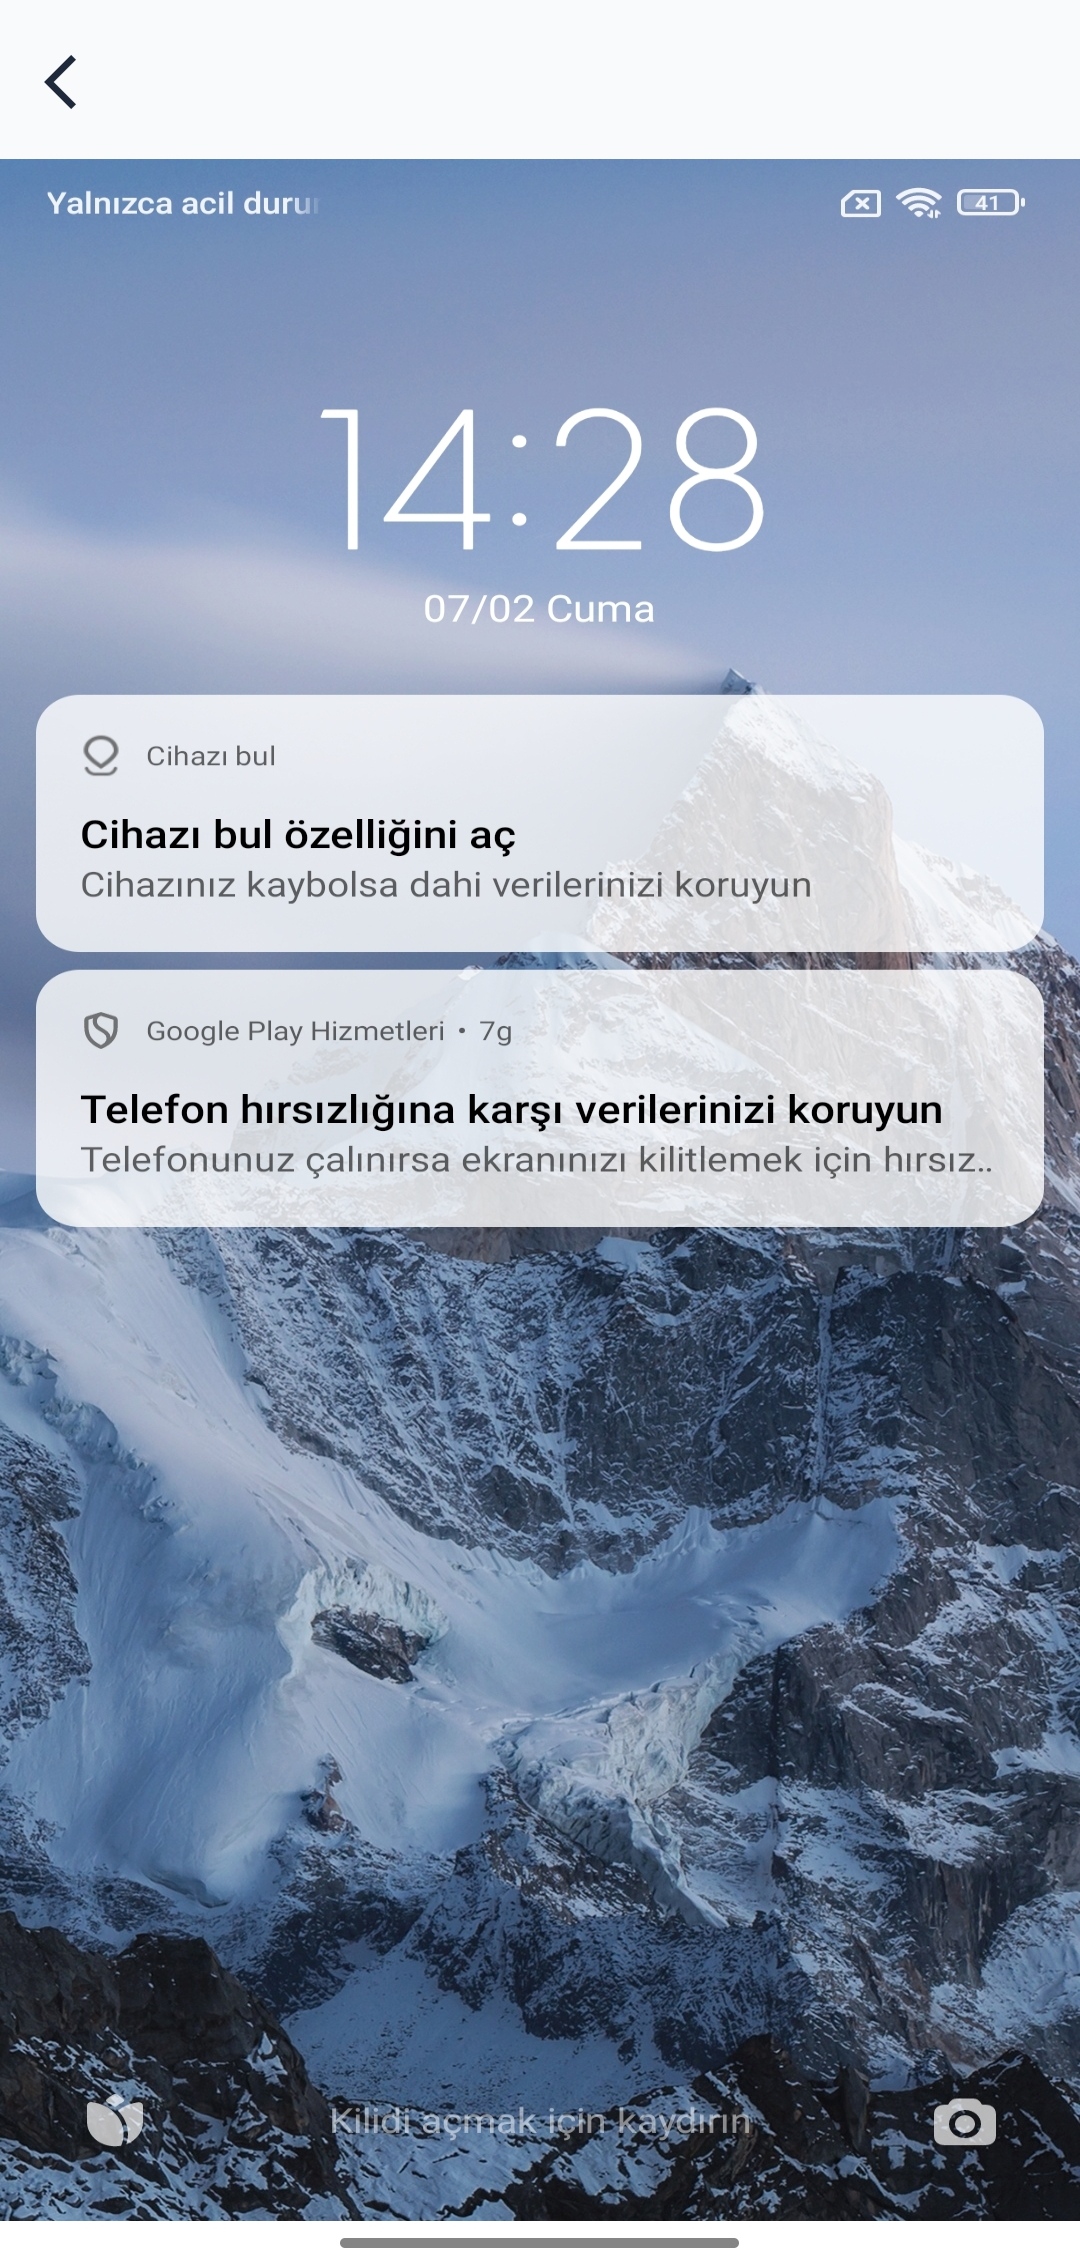 Yalnızca acil duru
41
14:28
07/02 Cuma
Cihazı bul
Cihazı bul özelliğini aç
Cihazınız kaybolsa dahi verilerinizi koruyun
Google Play Hizmetleri • 7g
Telefon hırsızlığına karşı verilerinizi koruyun
Telefonunuz çalınırsa ekranınızı kilitlemek için hırsız..
Kilidi açmak için kaydırın